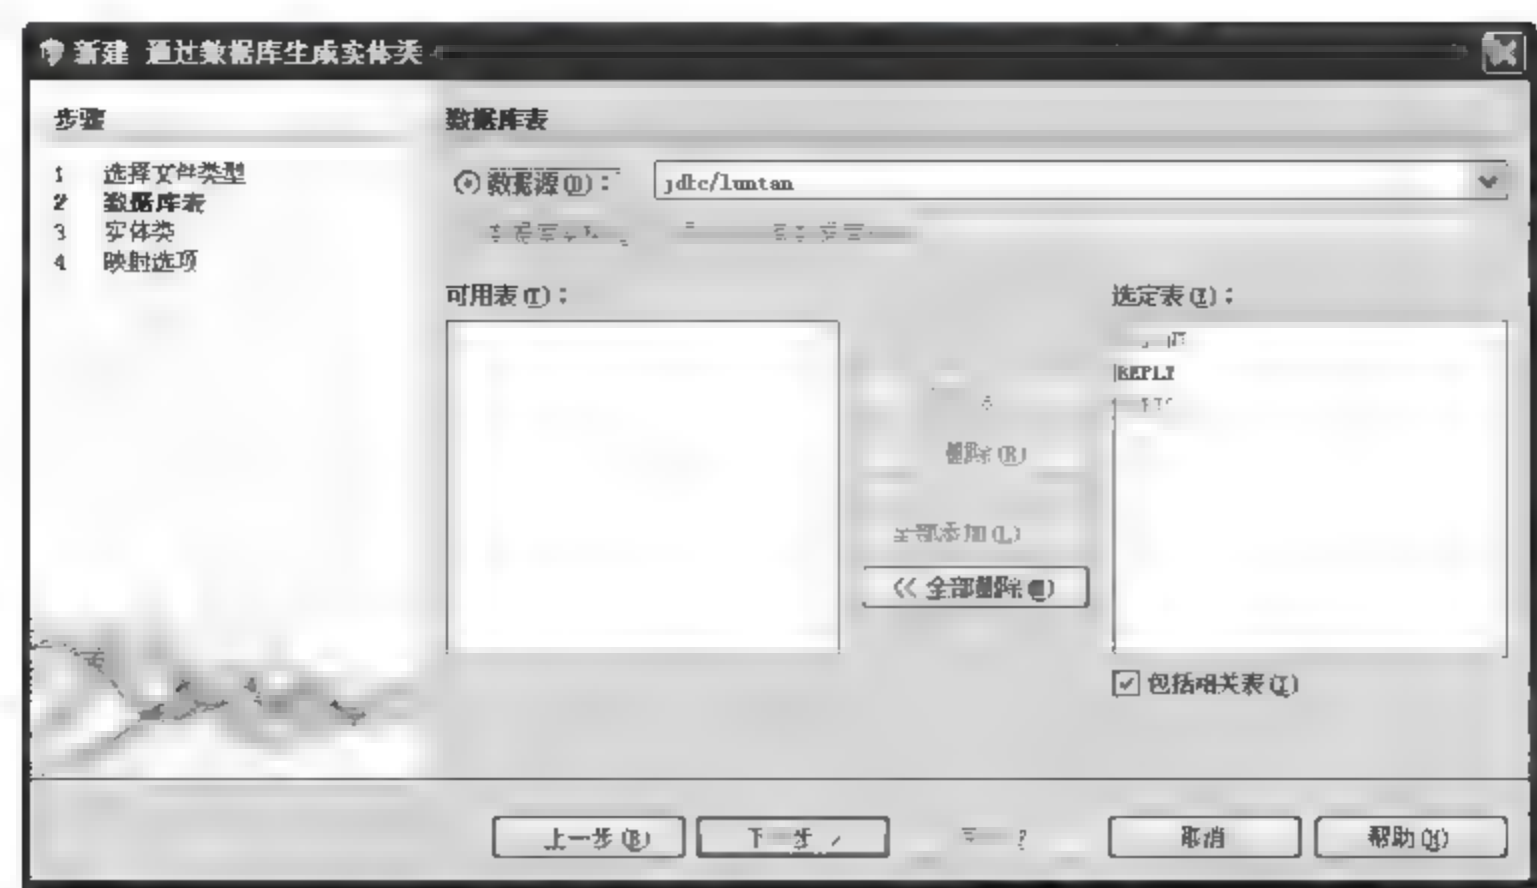 新建 通过数据库生成实体类
步骤
1 选择文件类型
2 数据库表
3 实体类
4 映射选项
数据库表
数据源(D)：
jdbc/luntan
可用表(T)：
选定表(I)：
REPLY
删除(R)
全部添加(L)
<< 全部删除
包括相关表(I)
上一步(B)
下一步
取消
帮助(H)